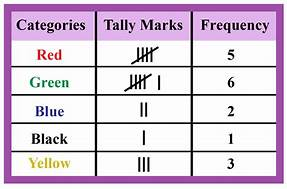 Categories Tally Marks Frequency
Red 5
Green 6
Blue 2
Black 1
Yellow 3